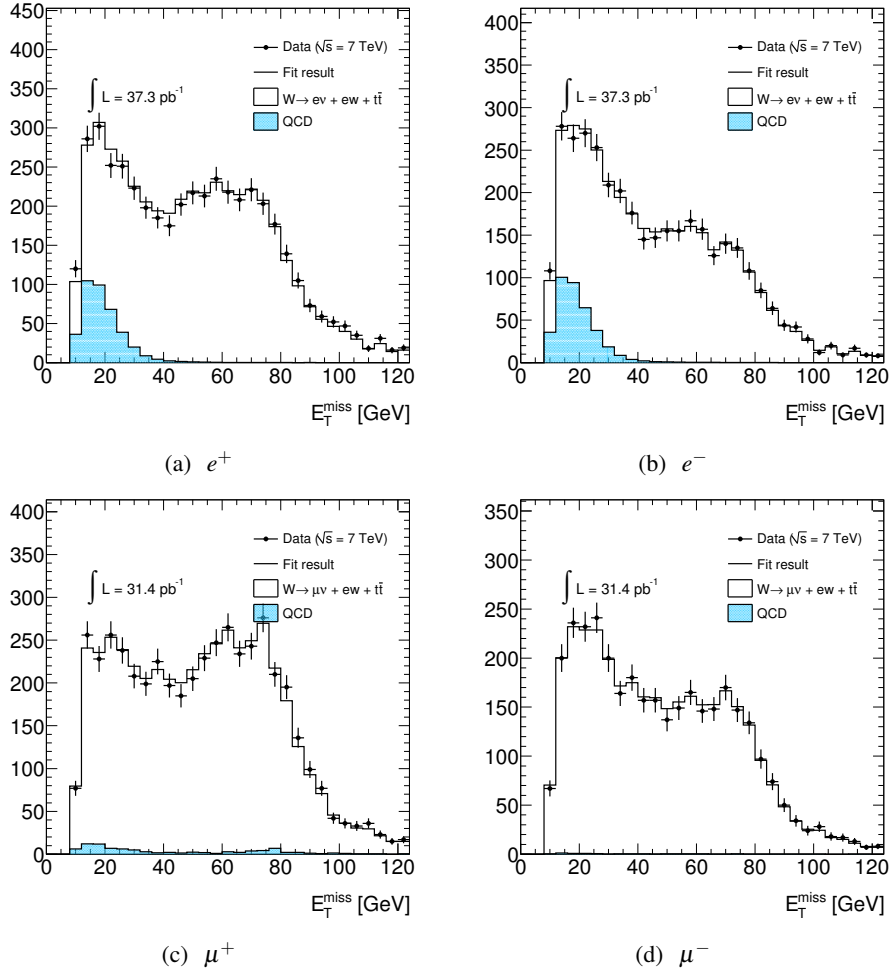 450
400
350
300
250
200
150
100
50
0
0 20 40 60 80 100 120
Data (√s = 7 TeV)
Fit result
W→ eν + ew + tt̄
QCD
∫ L = 37.3 pb⁻¹
E_T^miss [GeV]
(a) e⁺
400
350
300
250
200
150
100
50
0
0 20 40 60 80 100 120
Data (√s = 7 TeV)
Fit result
W→ eν + ew + tt̄
QCD
∫ L = 37.3 pb⁻¹
E_T^miss [GeV]
(b) e⁻
400
350
300
250
200
150
100
50
0
0 20 40 60 80 100 120
Data (√s = 7 TeV)
Fit result
W→ μν + ew + tt̄
QCD
∫ L = 31.4 pb⁻¹
E_T^miss [GeV]
(c) μ⁺
350
300
250
200
150
100
50
0
0 20 40 60 80 100 120
Data (√s = 7 TeV)
Fit result
W→ μν + ew + tt̄
QCD
∫ L = 31.4 pb⁻¹
E_T^miss [GeV]
(d) μ⁻